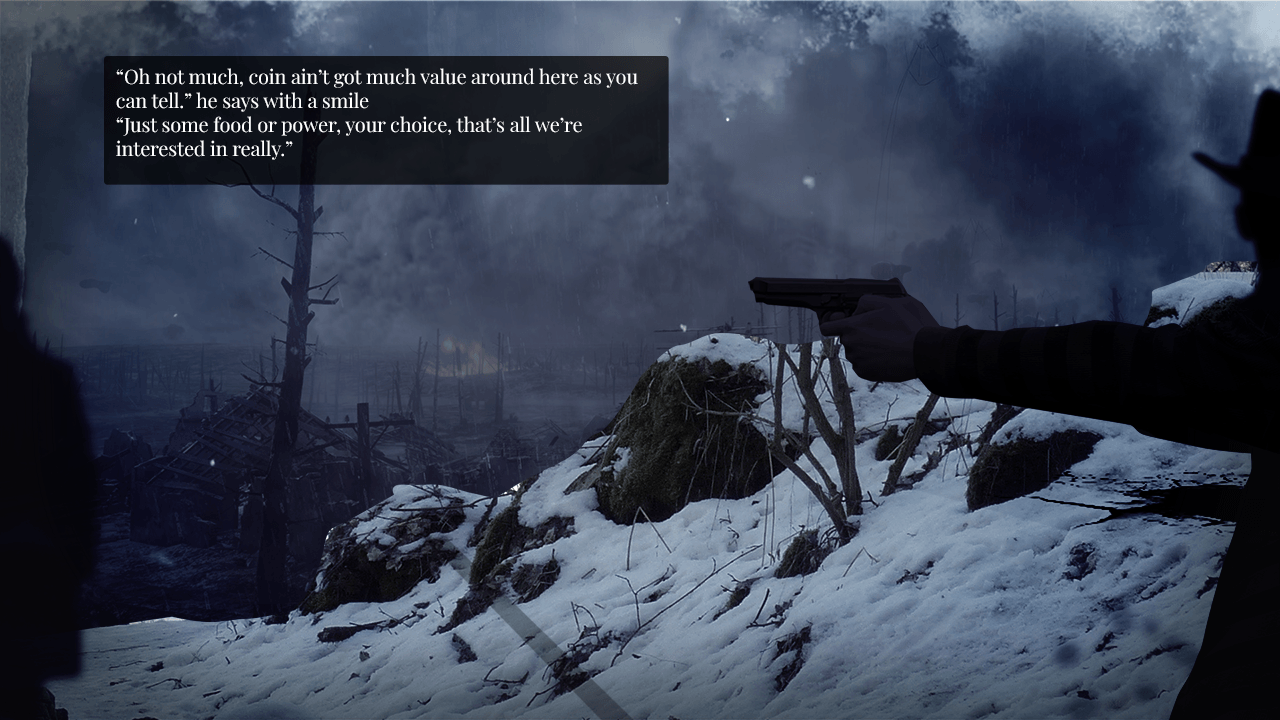 “Oh not much, coin ain’t got much value around here as you
can tell.” he says with a smile
“Just some food or power, your choice, that’s all we’re
interested in really.”